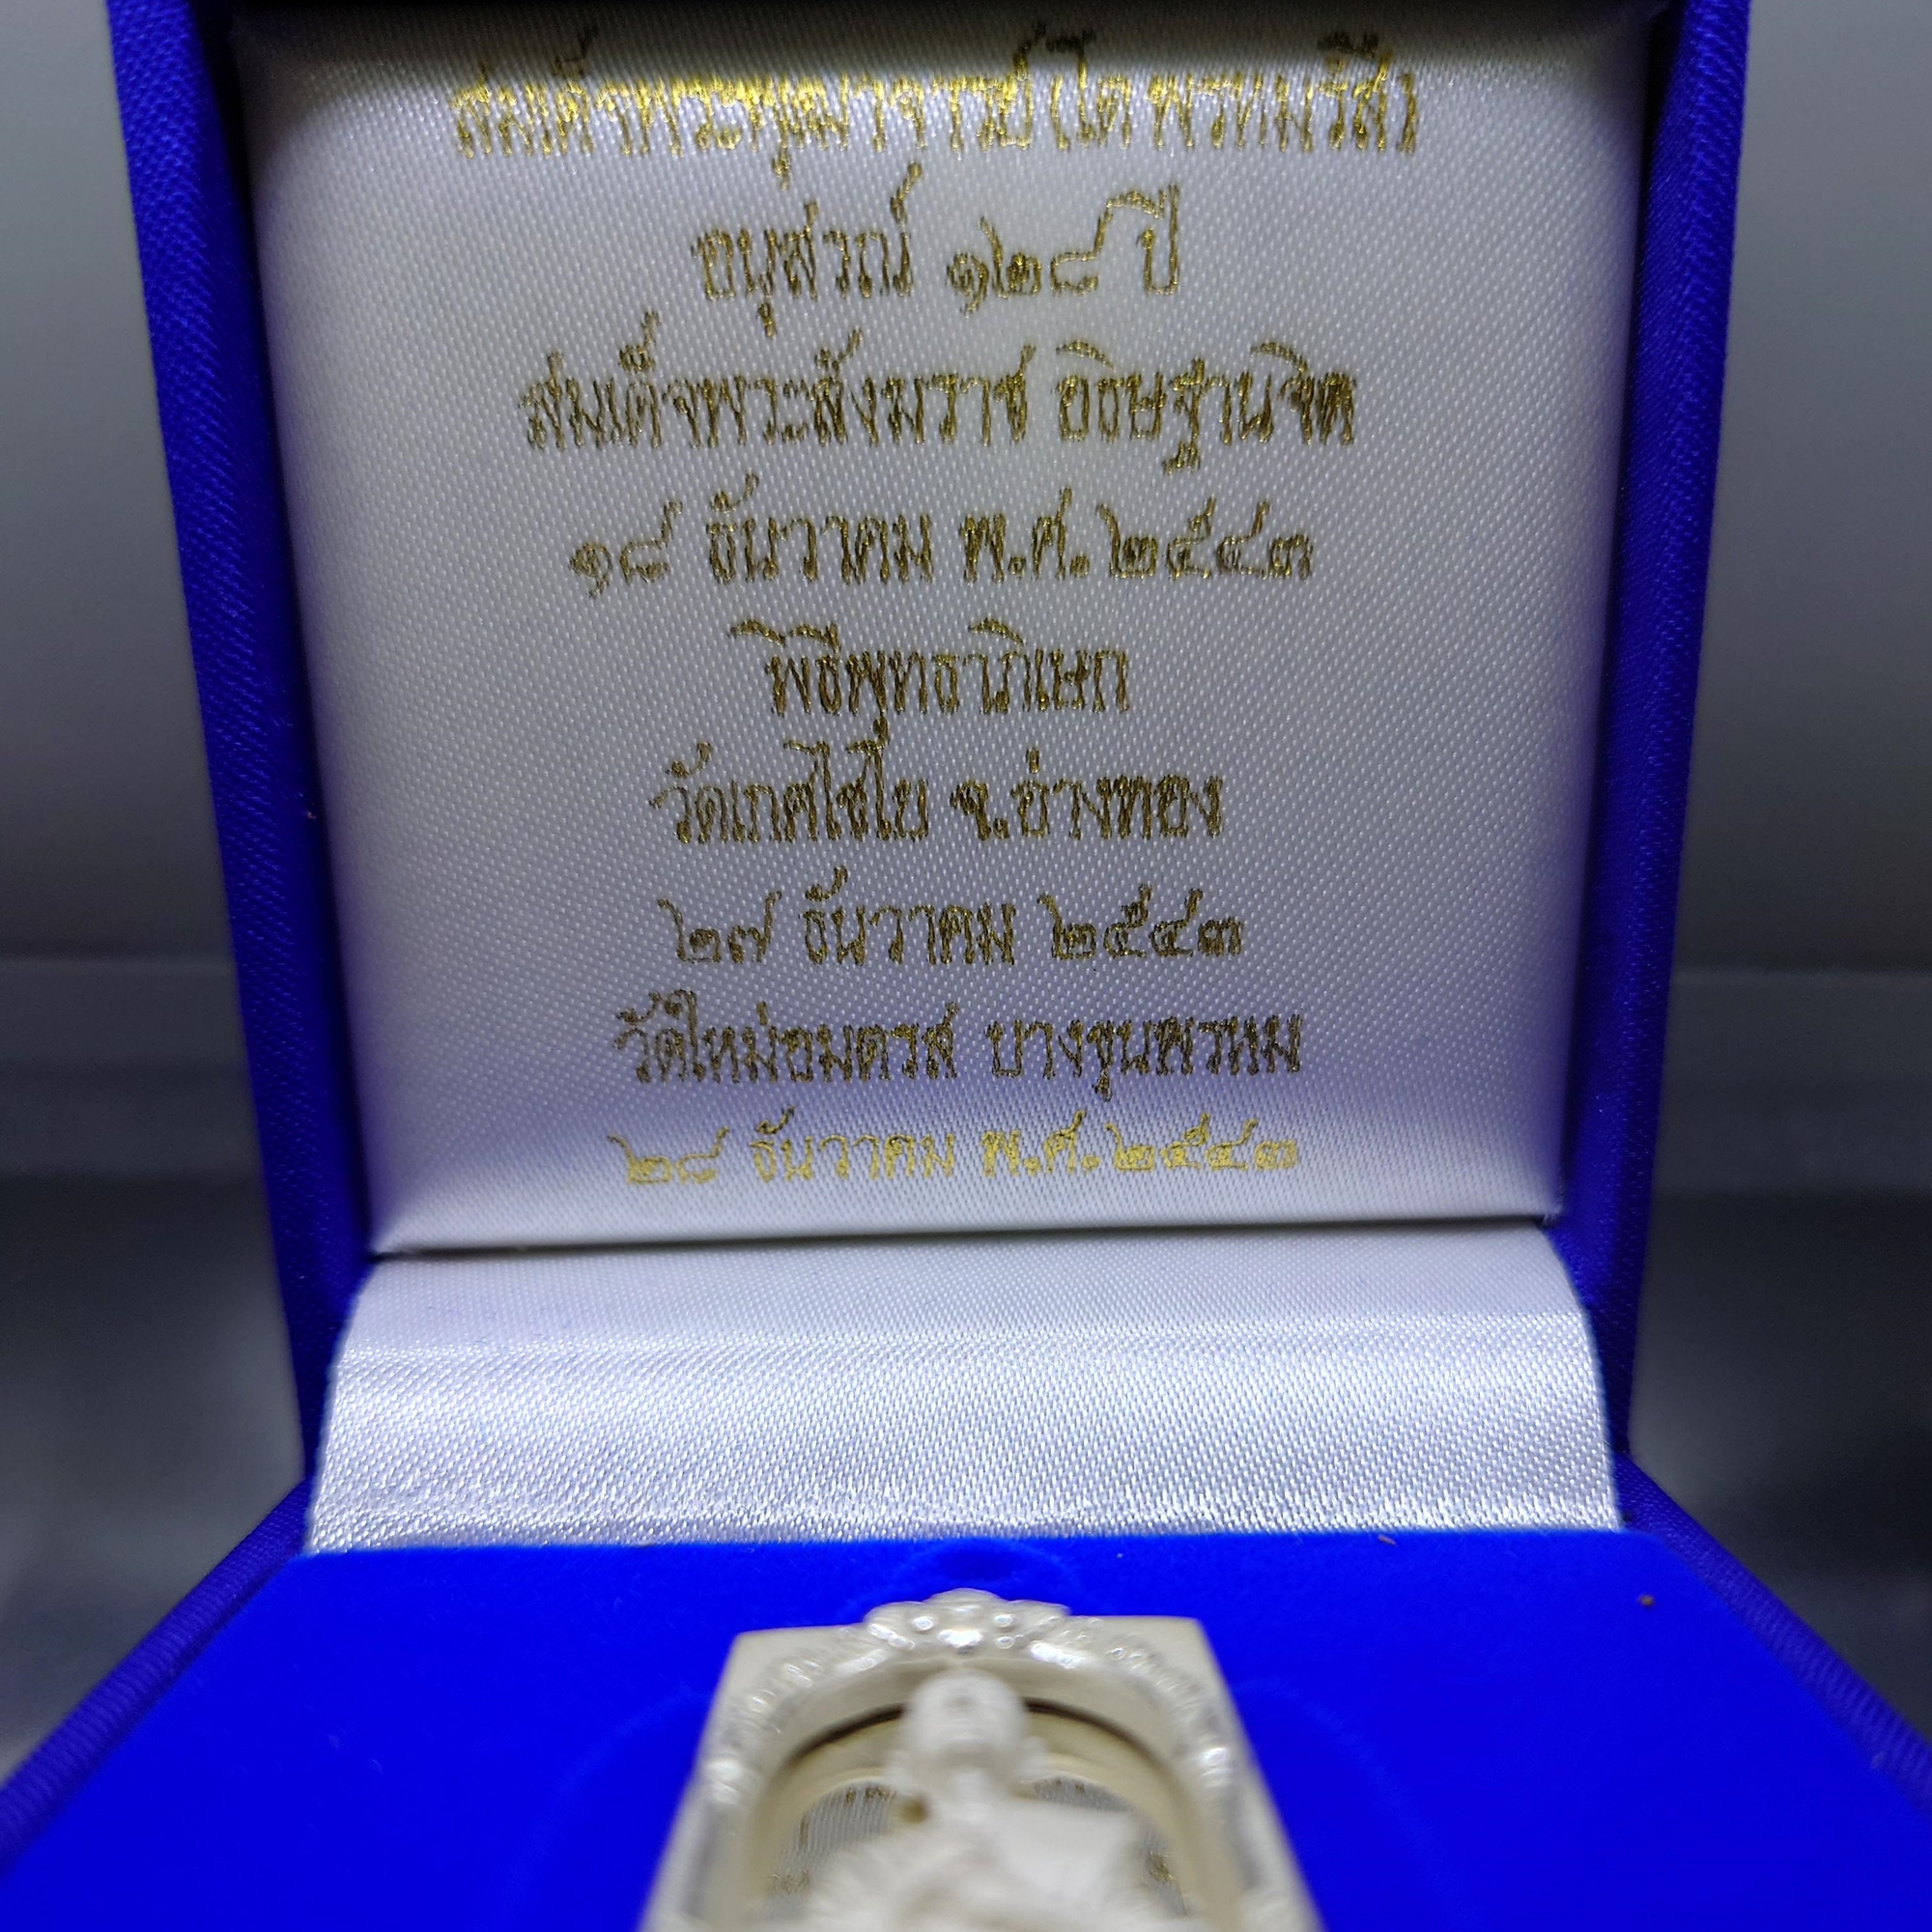 สมเด็จพระพุฒาจารย์ (โต พรหมรังสี)
อนุสรณ์ ๑๒๘ ปี
สมเด็จพระสังฆราช อธิษฐานจิต
๑๘ ธันวาคม พ.ศ. ๒๕๔๓
พิธีพุทธาภิเษก
วัดเกศไชโย จ.อ่างทอง
๒๗ ธันวาคม ๒๕๔๓
วัดใหม่อมตรส บางขุนพรหม
๒๘ ธันวาคม พ.ศ. ๒๕๔๓